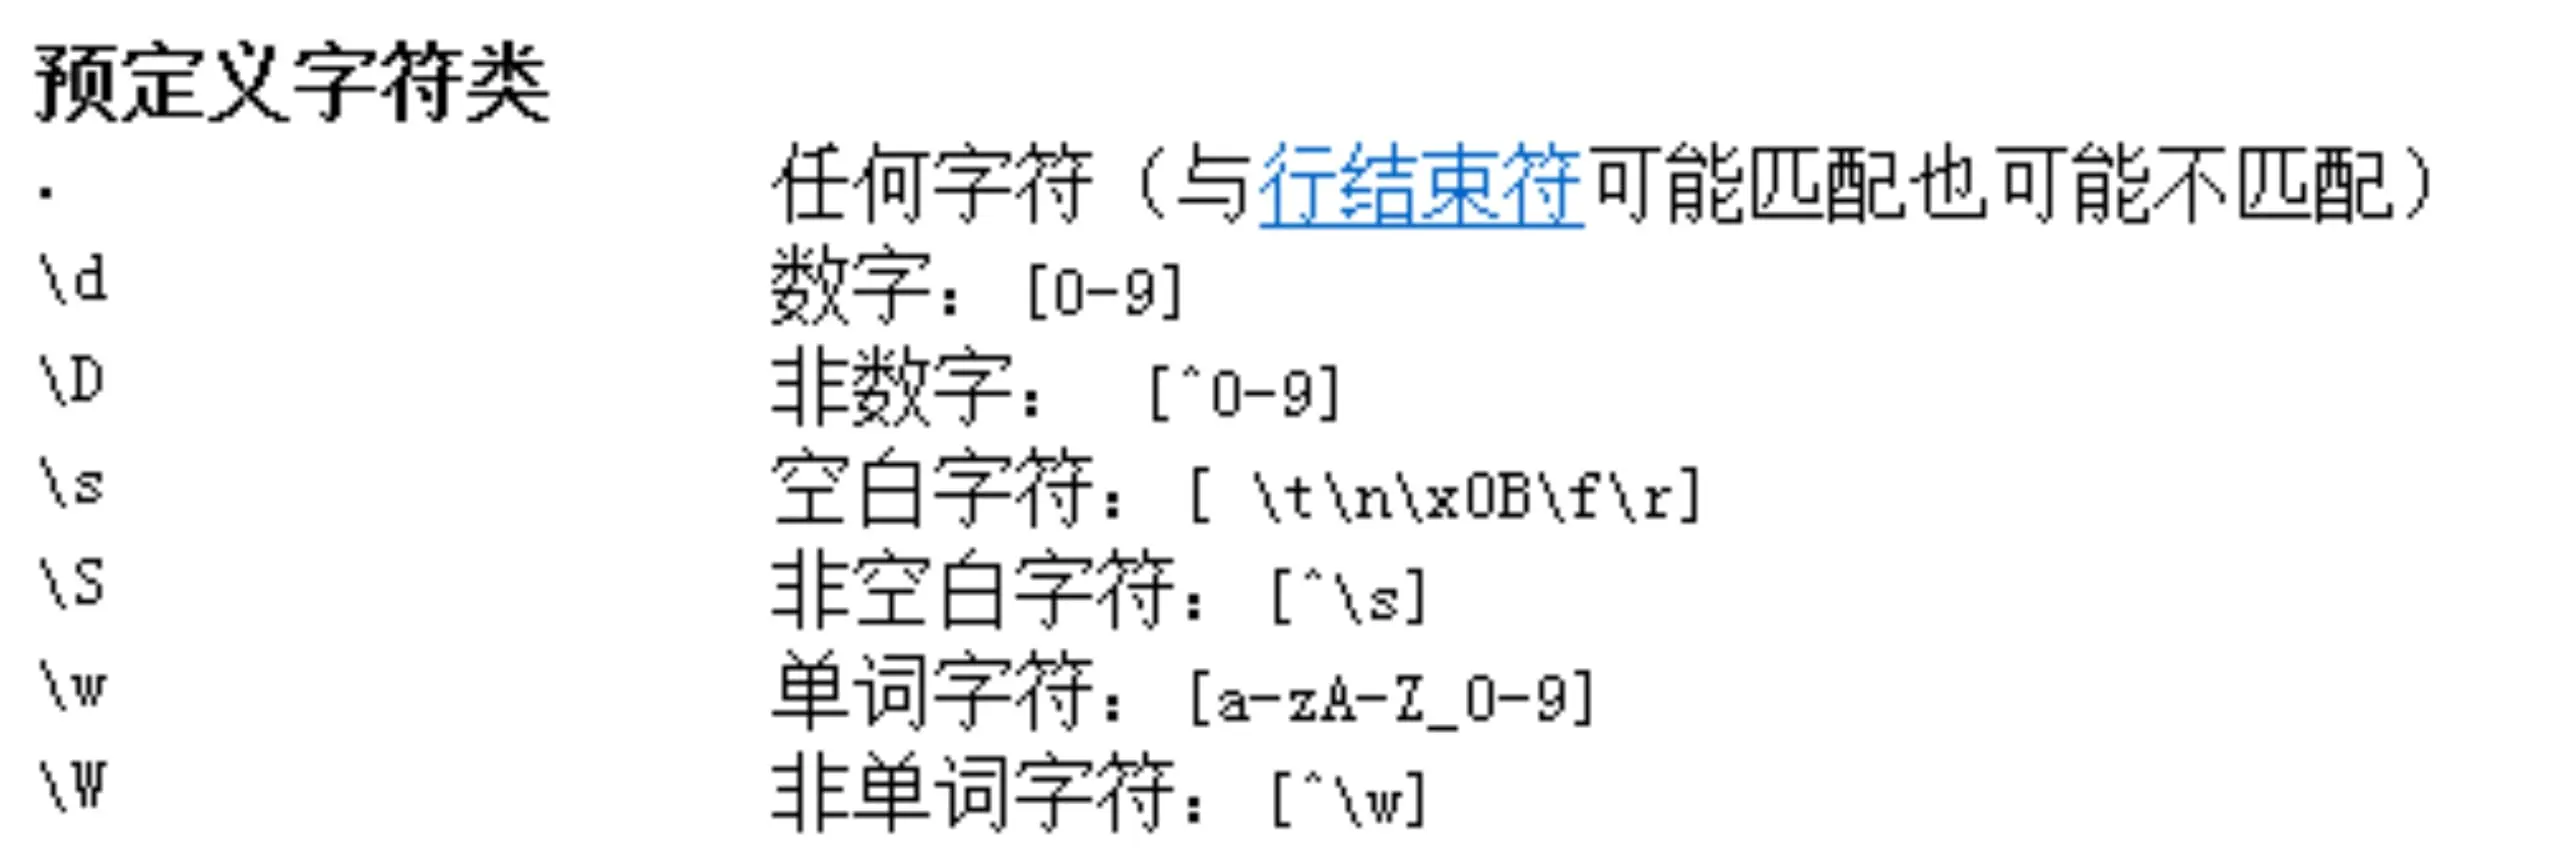 预定义字符类
. 任何字符（与行结束符可能匹配也可能不匹配）
\d 数字：[0-9]
\D 非数字： [^0-9]
\s 空白字符：[ \t\n\x0B\f\r]
\S 非空白字符：[^\s]
\w 单词字符：[a-zA-Z_0-9]
\W 非单词字符：[^\w]